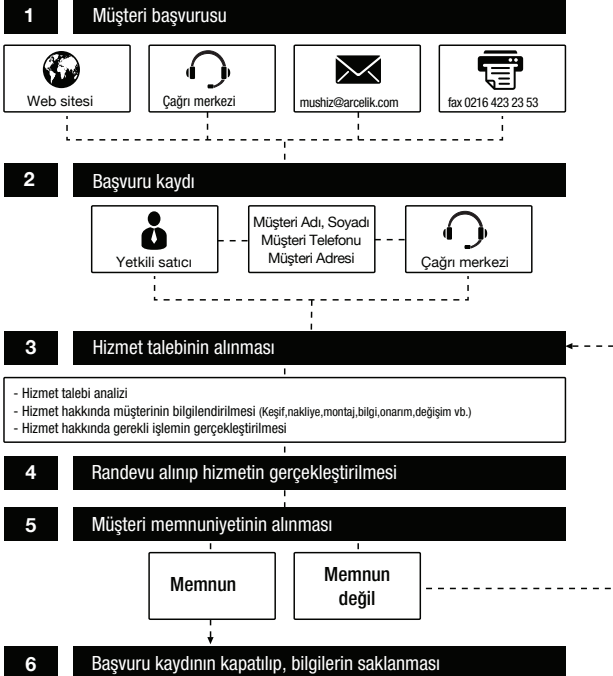 1 Müşteri başvurusu
Web sitesi
Çağrı merkezi
mushiz@arcelik.com
fax 0216 423 23 53
2 Başvuru kaydı
Yetkili satıcı
Müşteri Adı, Soyadı
Müşteri Telefonu
Müşteri Adresi
Çağrı merkezi
3 Hizmet talebinin alınması
- Hizmet talebi analizi
- Hizmet hakkında müşterinin bilgilendirilmesi (Keşif,nakliye,montaj,bilgi,onarım,değişim vb.)
- Hizmet hakkında gerekli işlemin gerçekleştirilmesi
4 Randevu alınıp hizmetin gerçekleştirilmesi
5 Müşteri memnuniyetinin alınması
Memnun
Memnun
değil
6 Başvuru kaydının kapatılıp, bilgilerin saklanması